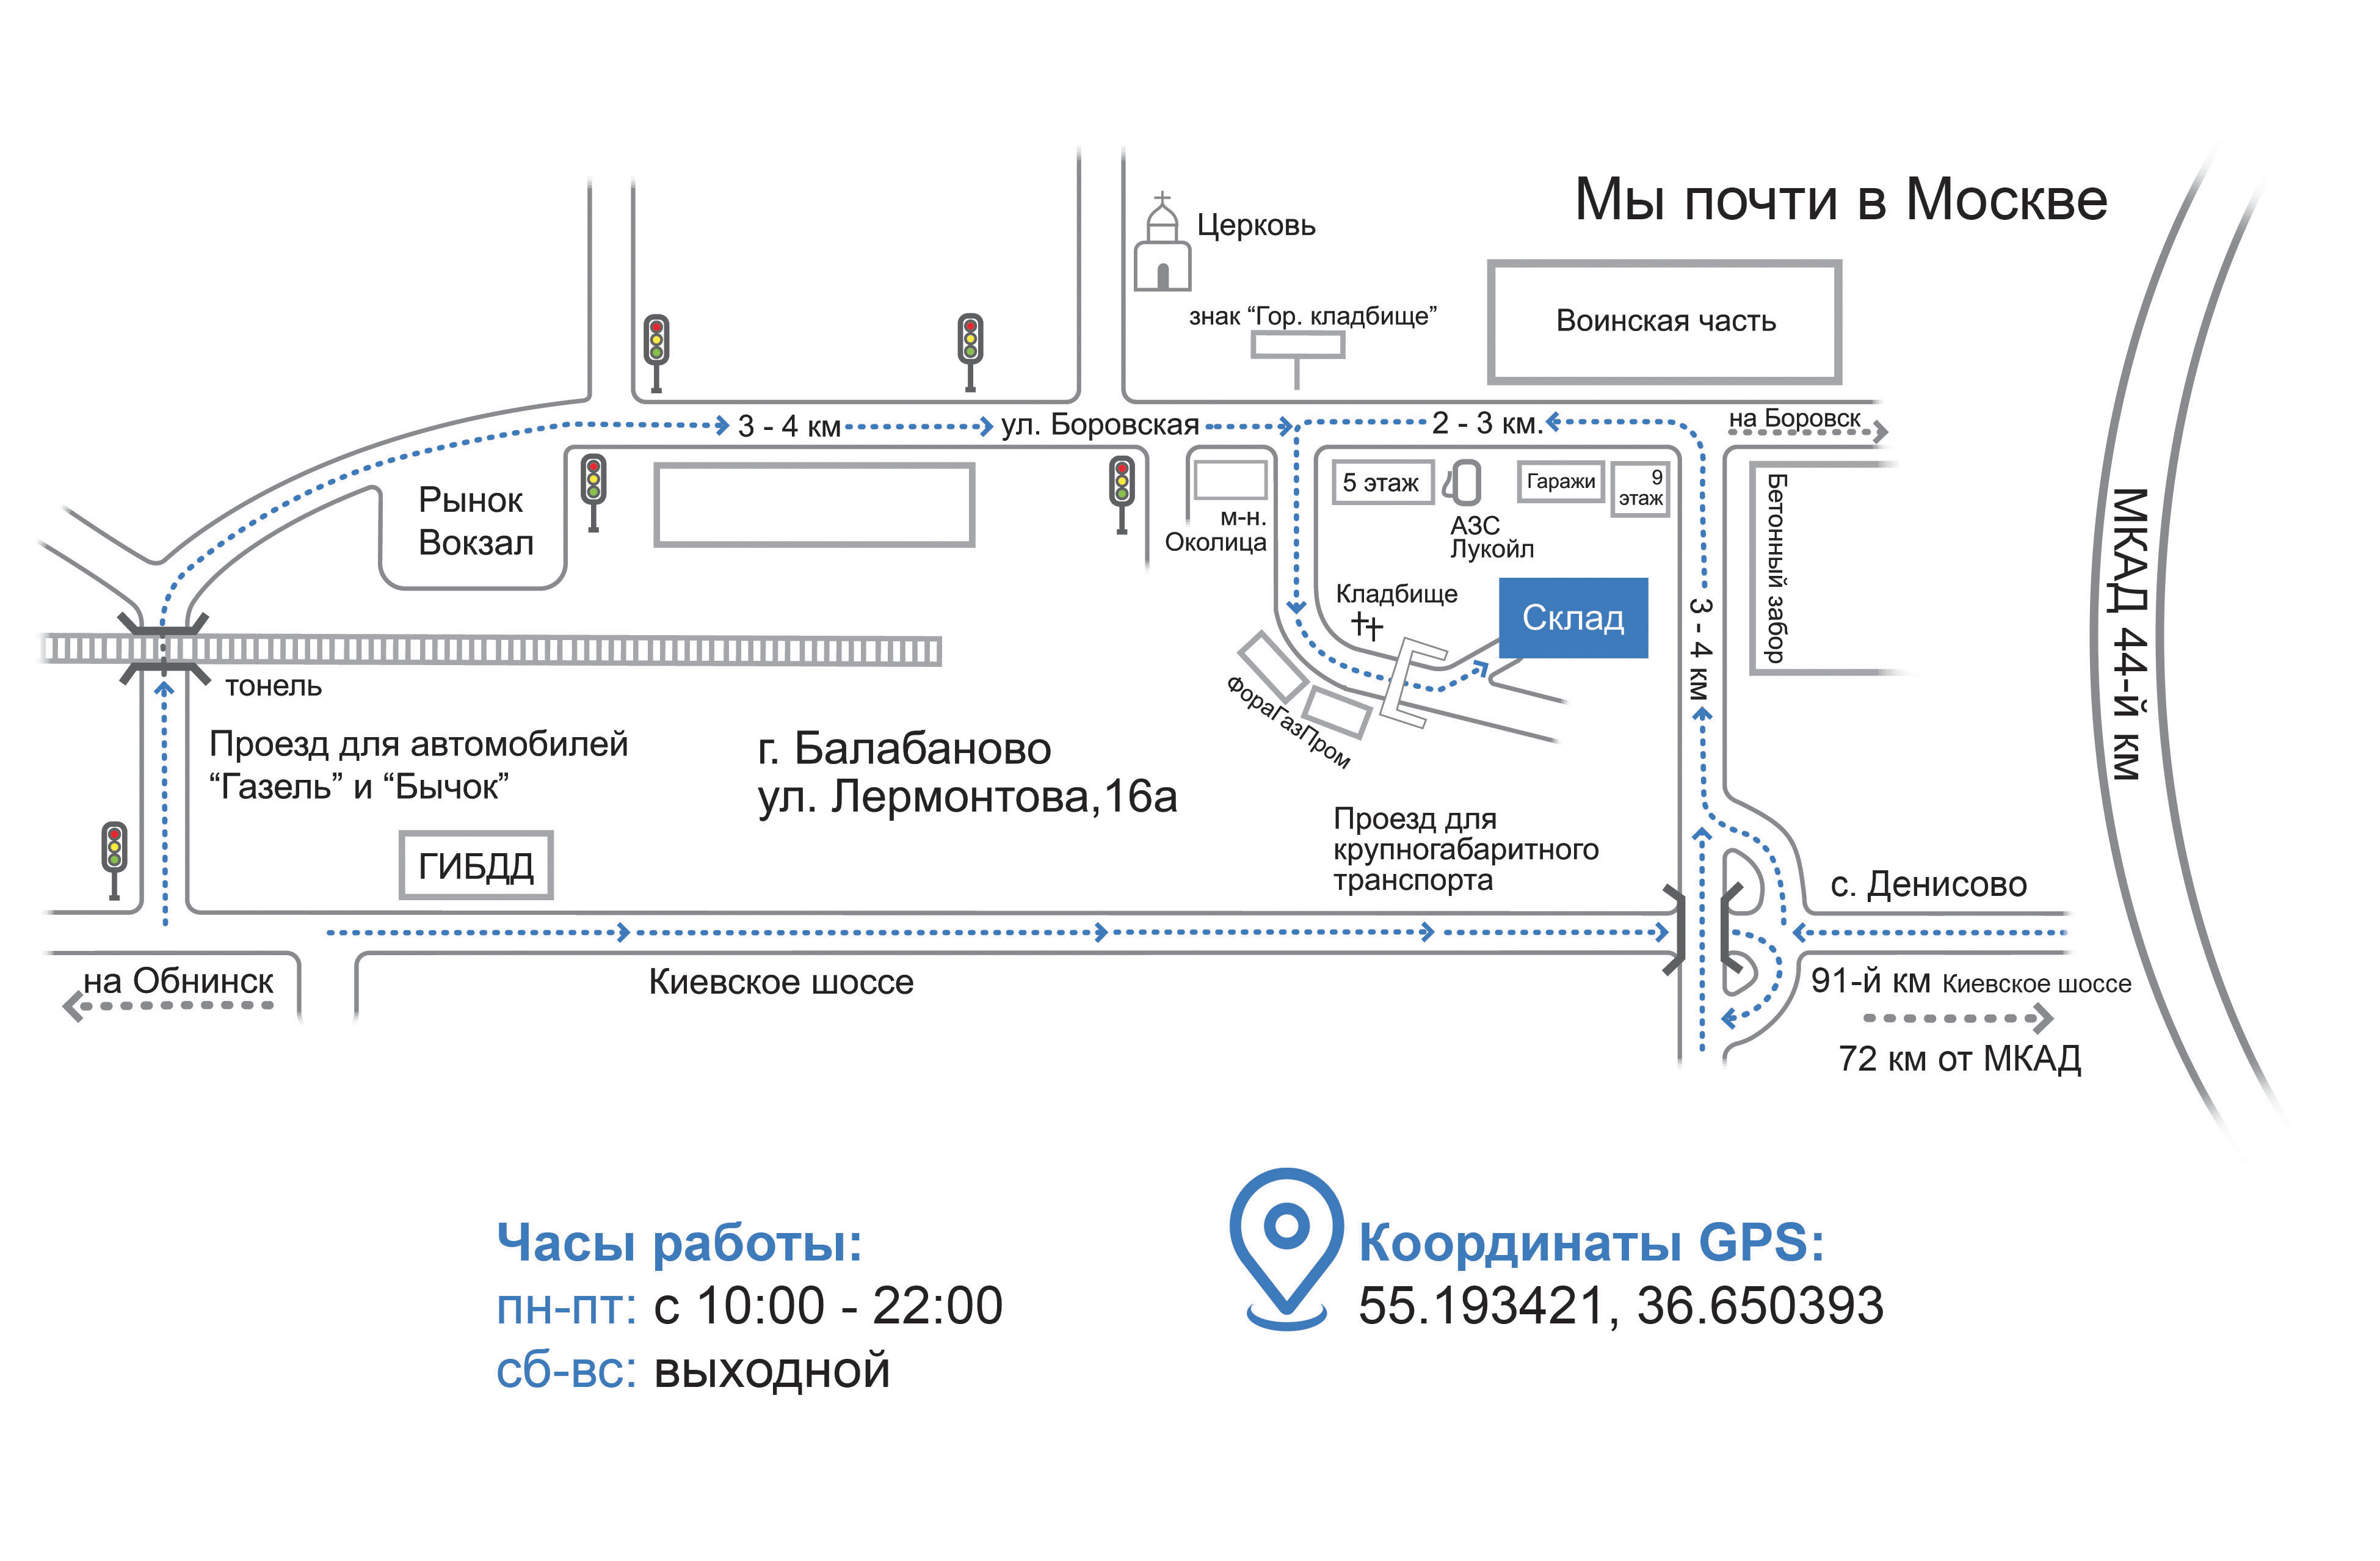 Мы почти в Москве
Церковь
знак “Гор. кладбище”
Воинская часть
3 - 4 км
ул. Боровская
2 - 3 км.
на Боровск
Рынок
Вокзал
м-н.
Околица
5 этаж
АЗС
Лукойл
Гаражи
9
этаж
Бетонный забор
МКАД 44-й км
Кладбище
Склад
3 - 4 км
ФораГазПром
тонель
Проезд для автомобилей
“Газель” и “Бычок”
г. Балабаново
ул. Лермонтова,16а
Проезд для
крупногабаритного
транспорта
ГИБДД
с. Денисово
на Обнинск
Киевское шоссе
91-й км Киевское шоссе
72 км от МКАД
Часы работы:
пн-пт: с 10:00 - 22:00
сб-вс: выходной
Координаты GPS:
55.193421, 36.650393